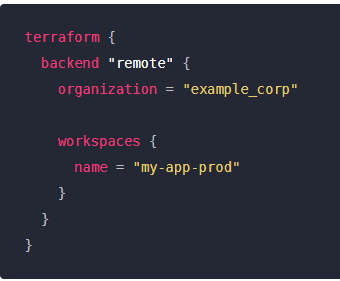 terraform {
  backend "remote" {
    organization = "example_corp"

    workspaces {
      name = "my-app-prod"
    }
  }
}